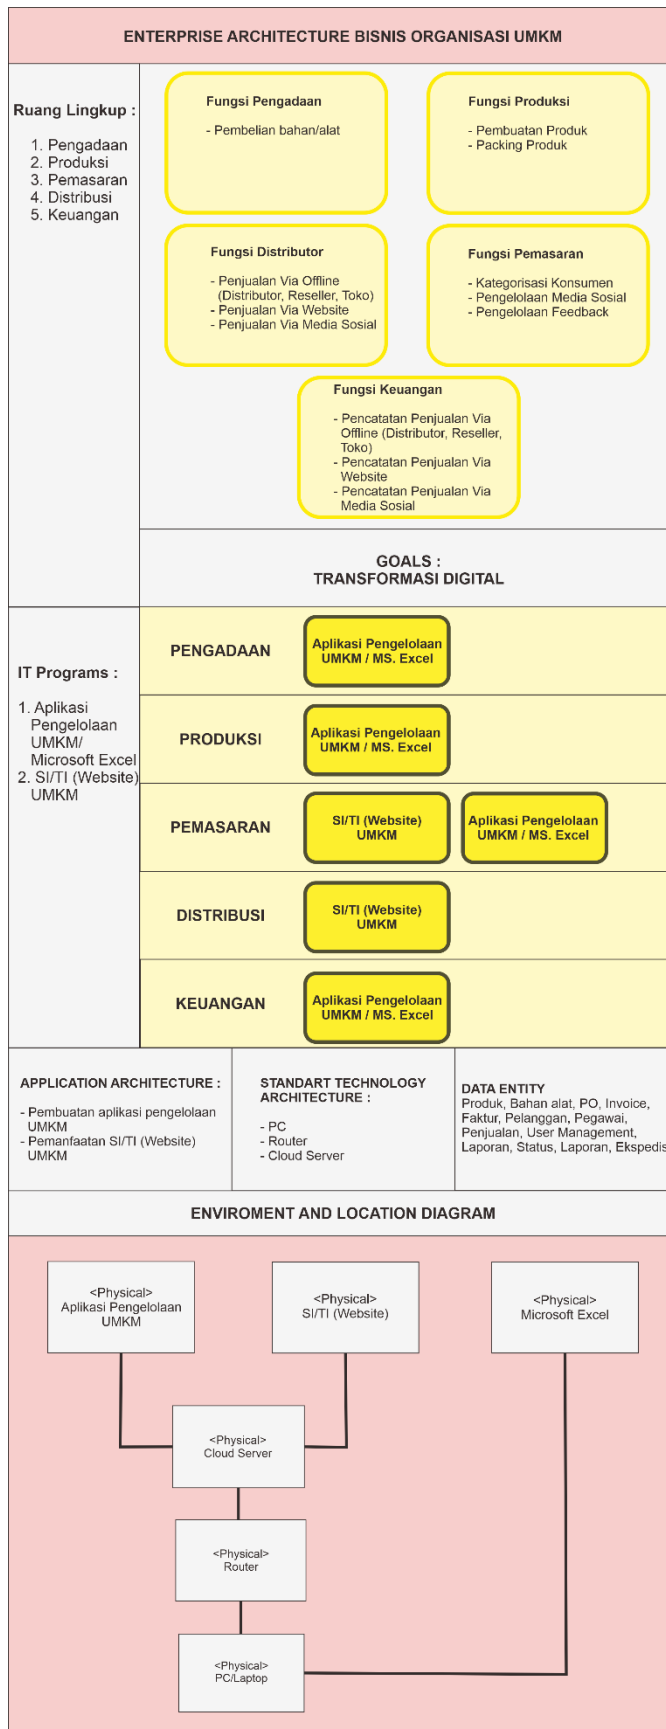 ENTERPRISE ARCHITECTURE BISNIS ORGANISASI UMKM
Ruang Lingkup :
1. Pengadaan
2. Produksi
3. Pemasaran
4. Distribusi
5. Keuangan
Fungsi Pengadaan
- Pembelian bahan/alat
Fungsi Produksi
- Pembuatan Produk
- Packing Produk
Fungsi Distributor
- Penjualan Via Offline
(Distributor, Reseller, Toko)
- Penjualan Via Website
- Penjualan Via Media Sosial
Fungsi Pemasaran
- Kategorisasi Konsumen
- Pengelolaan Media Sosial
- Pengelolaan Feedback
Fungsi Keuangan
- Pencatatan Penjualan Via
Offline (Distributor, Reseller,
Toko)
- Pencatatan Penjualan Via
Website
- Pencatatan Penjualan Via
Media Sosial
GOALS :
TRANSFORMASI DIGITAL
IT Programs :
1. Aplikasi
Pengelolaan
UMKM/
Microsoft Excel
2. SI/TI (Website)
UMKM
PENGADAAN
Aplikasi Pengelolaan
UMKM / MS. Excel
PRODUKSI
Aplikasi Pengelolaan
UMKM / MS. Excel
PEMASARAN
SI/TI (Website)
UMKM
Aplikasi Pengelolaan
UMKM / MS. Excel
DISTRIBUSI
SI/TI (Website)
UMKM
KEUANGAN
Aplikasi Pengelolaan
UMKM / MS. Excel
APPLICATION ARCHITECTURE :
- Pembuatan aplikasi pengelolaan
UMKM
- Pemanfaatan SI/TI (Website)
UMKM
STANDART TECHNOLOGY
ARCHITECTURE :
- PC
- Router
- Cloud Server
DATA ENTITY
Produk, Bahan alat, PO, Invoice,
Faktur, Pelanggan, Pegawai,
Penjualan, User Management,
Laporan, Status, Laporan, Ekspedis
ENVIROMENT AND LOCATION DIAGRAM
<Physical>
Aplikasi Pengelolaan
UMKM
<Physical>
SI/TI (Website)
<Physical>
Microsoft Excel
<Physical>
Cloud Server
<Physical>
Router
<Physical>
PC/Laptop